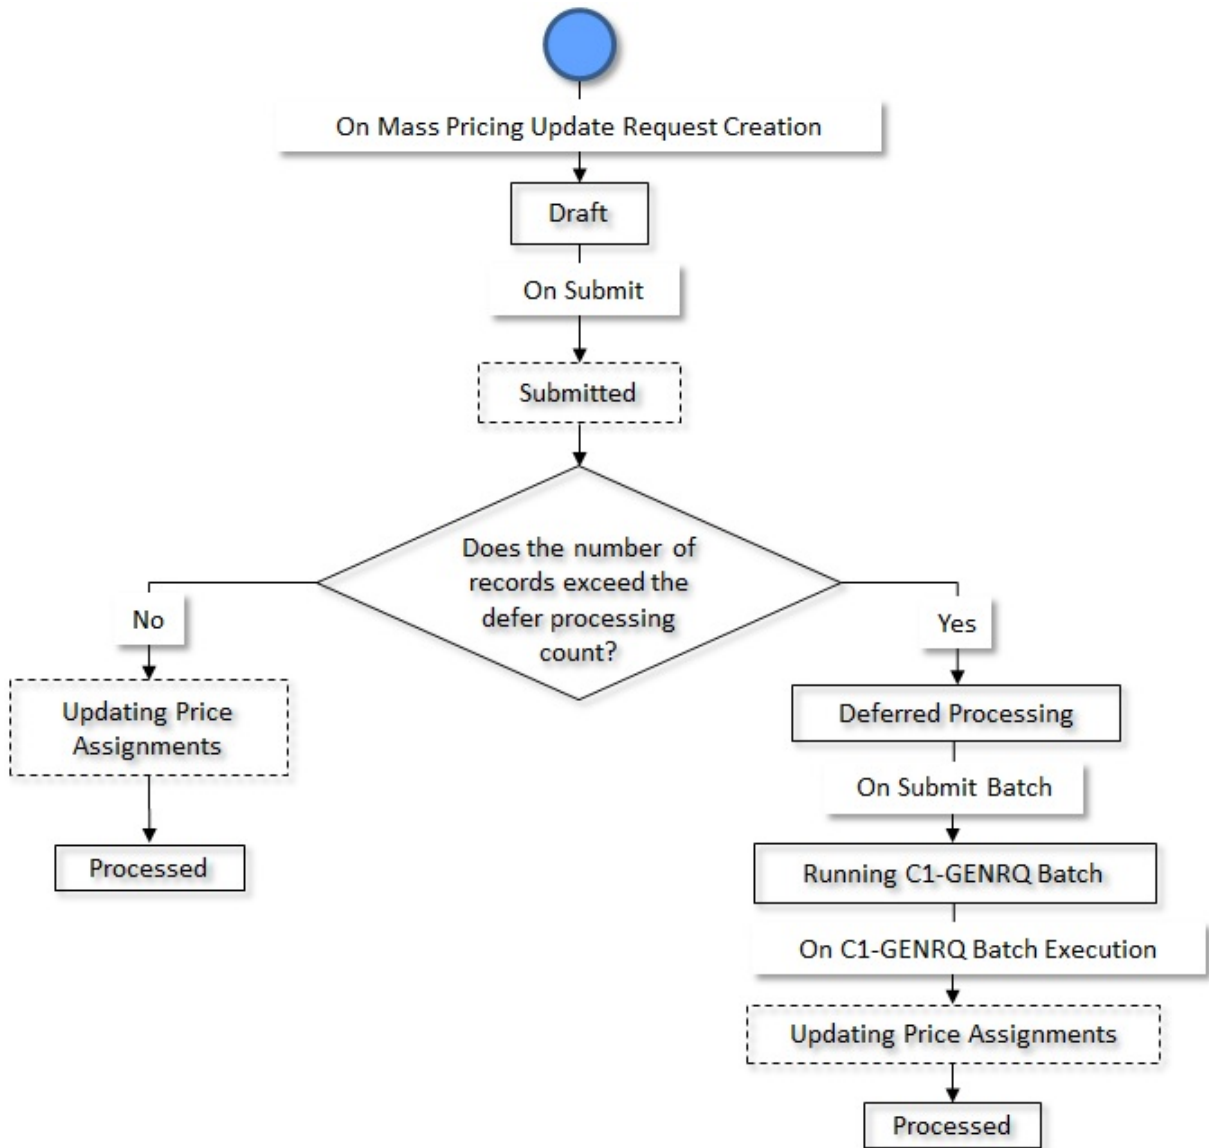 On Mass Pricing Update Request Creation
Draft
On Submit
Submitted
Does the number of
records exceed the
defer processing
count?
No
Yes
Updating Price
Assignments
Deferred Processing
On Submit Batch
Processed
Running C1-GENRQ Batch
On C1-GENRQ Batch Execution
Updating Price Assignments
Processed